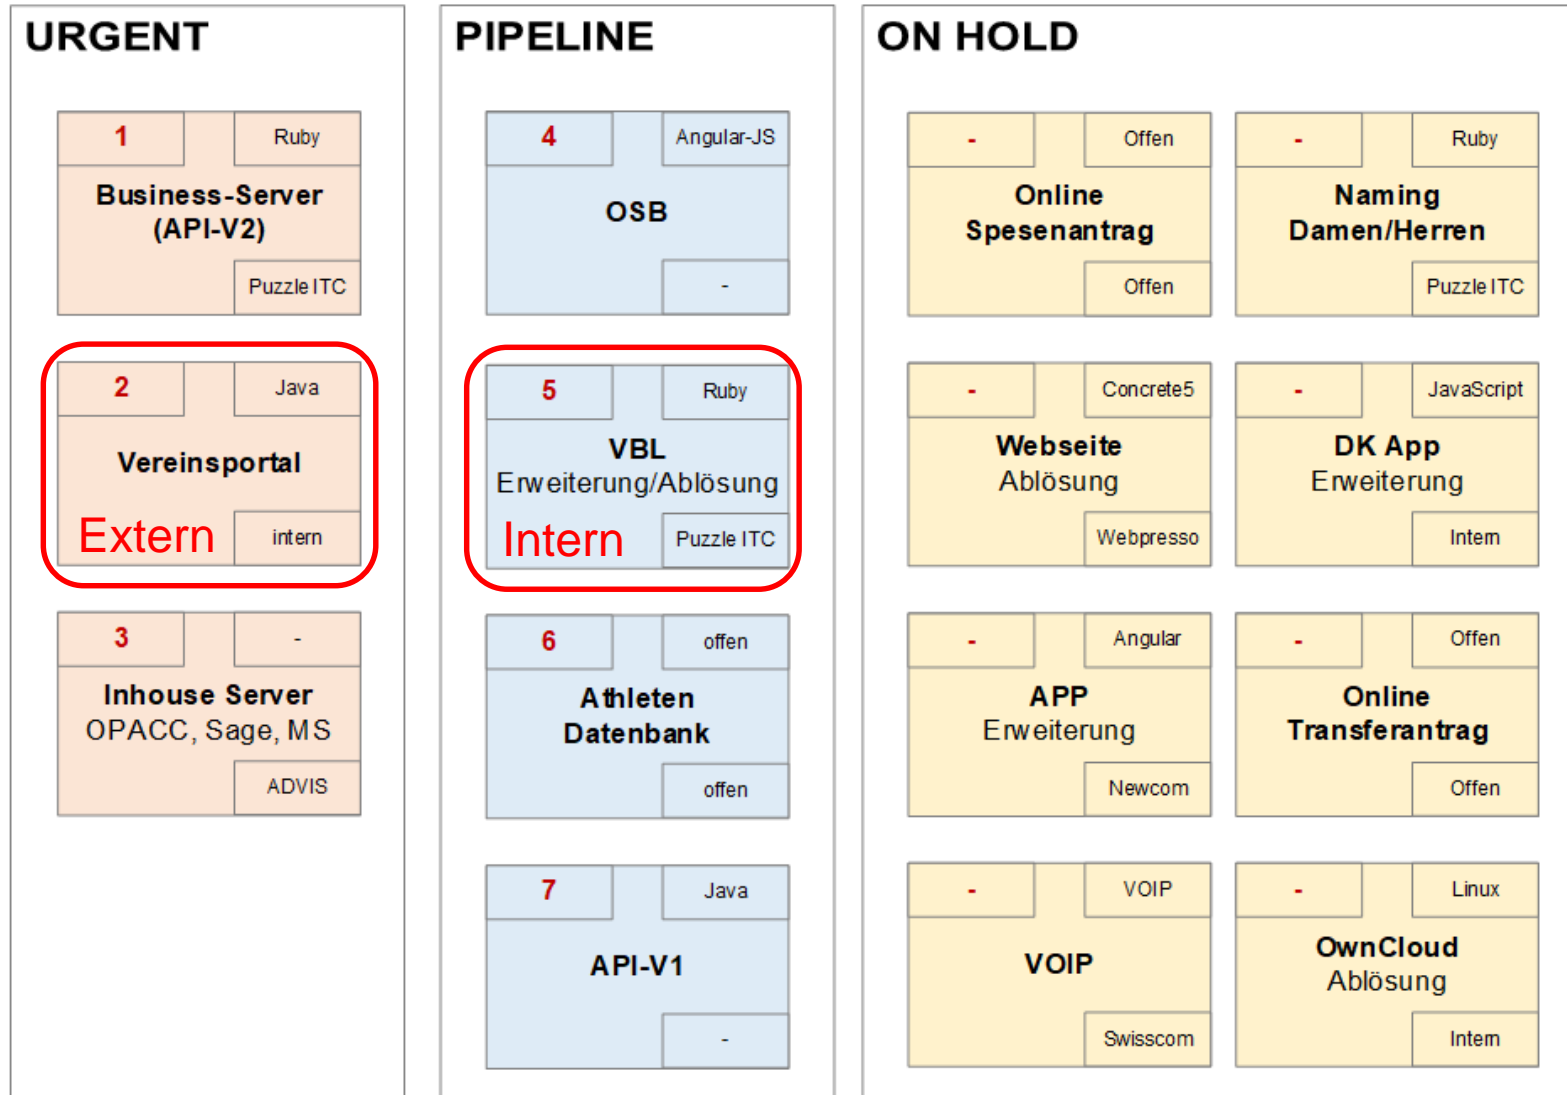 URGENT
1
Ruby
Business-Server
(API-V2)
Puzzle ITC
2
Java
Vereinsportal
Extern
intern
3
-
Inhouse Server
OPACC, Sage, MS
ADVIS
PIPELINE
4
Angular-JS
OSB
-
5
Ruby
VBL
Erweiterung/Ablösung
Intern
Puzzle ITC
6
offen
Athleten
Datenbank
offen
7
Java
API-V1
-
ON HOLD
-
Offen
Online
Spesenantrag
Offen
-
Ruby
Naming
Damen/Herren
Puzzle ITC
-
Concrete5
Webseite
Ablösung
Webpresso
-
JavaScript
DK App
Erweiterung
Intern
-
Angular
APP
Erweiterung
Newcom
-
Offen
Online
Transferantrag
Offen
-
VOIP
VOIP
Swisscom
-
Linux
OwnCloud
Ablösung
Intern